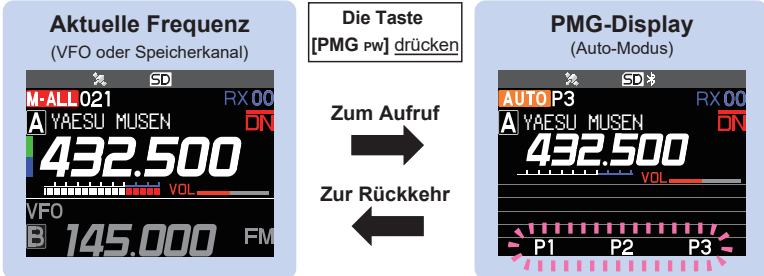 Aktuelle Frequenz
(VFO oder Speicherkanal)
SD
M-ALL 021 RX 00
A YAESU MUSEN DN
432.500
VOL
VFO
B 145.000 FM
Die Taste
[PMG PW] drücken
Zum Aufruf
Zur Rückkehr
PMG-Display
(Auto-Modus)
SD
AUTO P3 RX 00
A YAESU MUSEN DN
432.500
VOL
P1 P2 P3